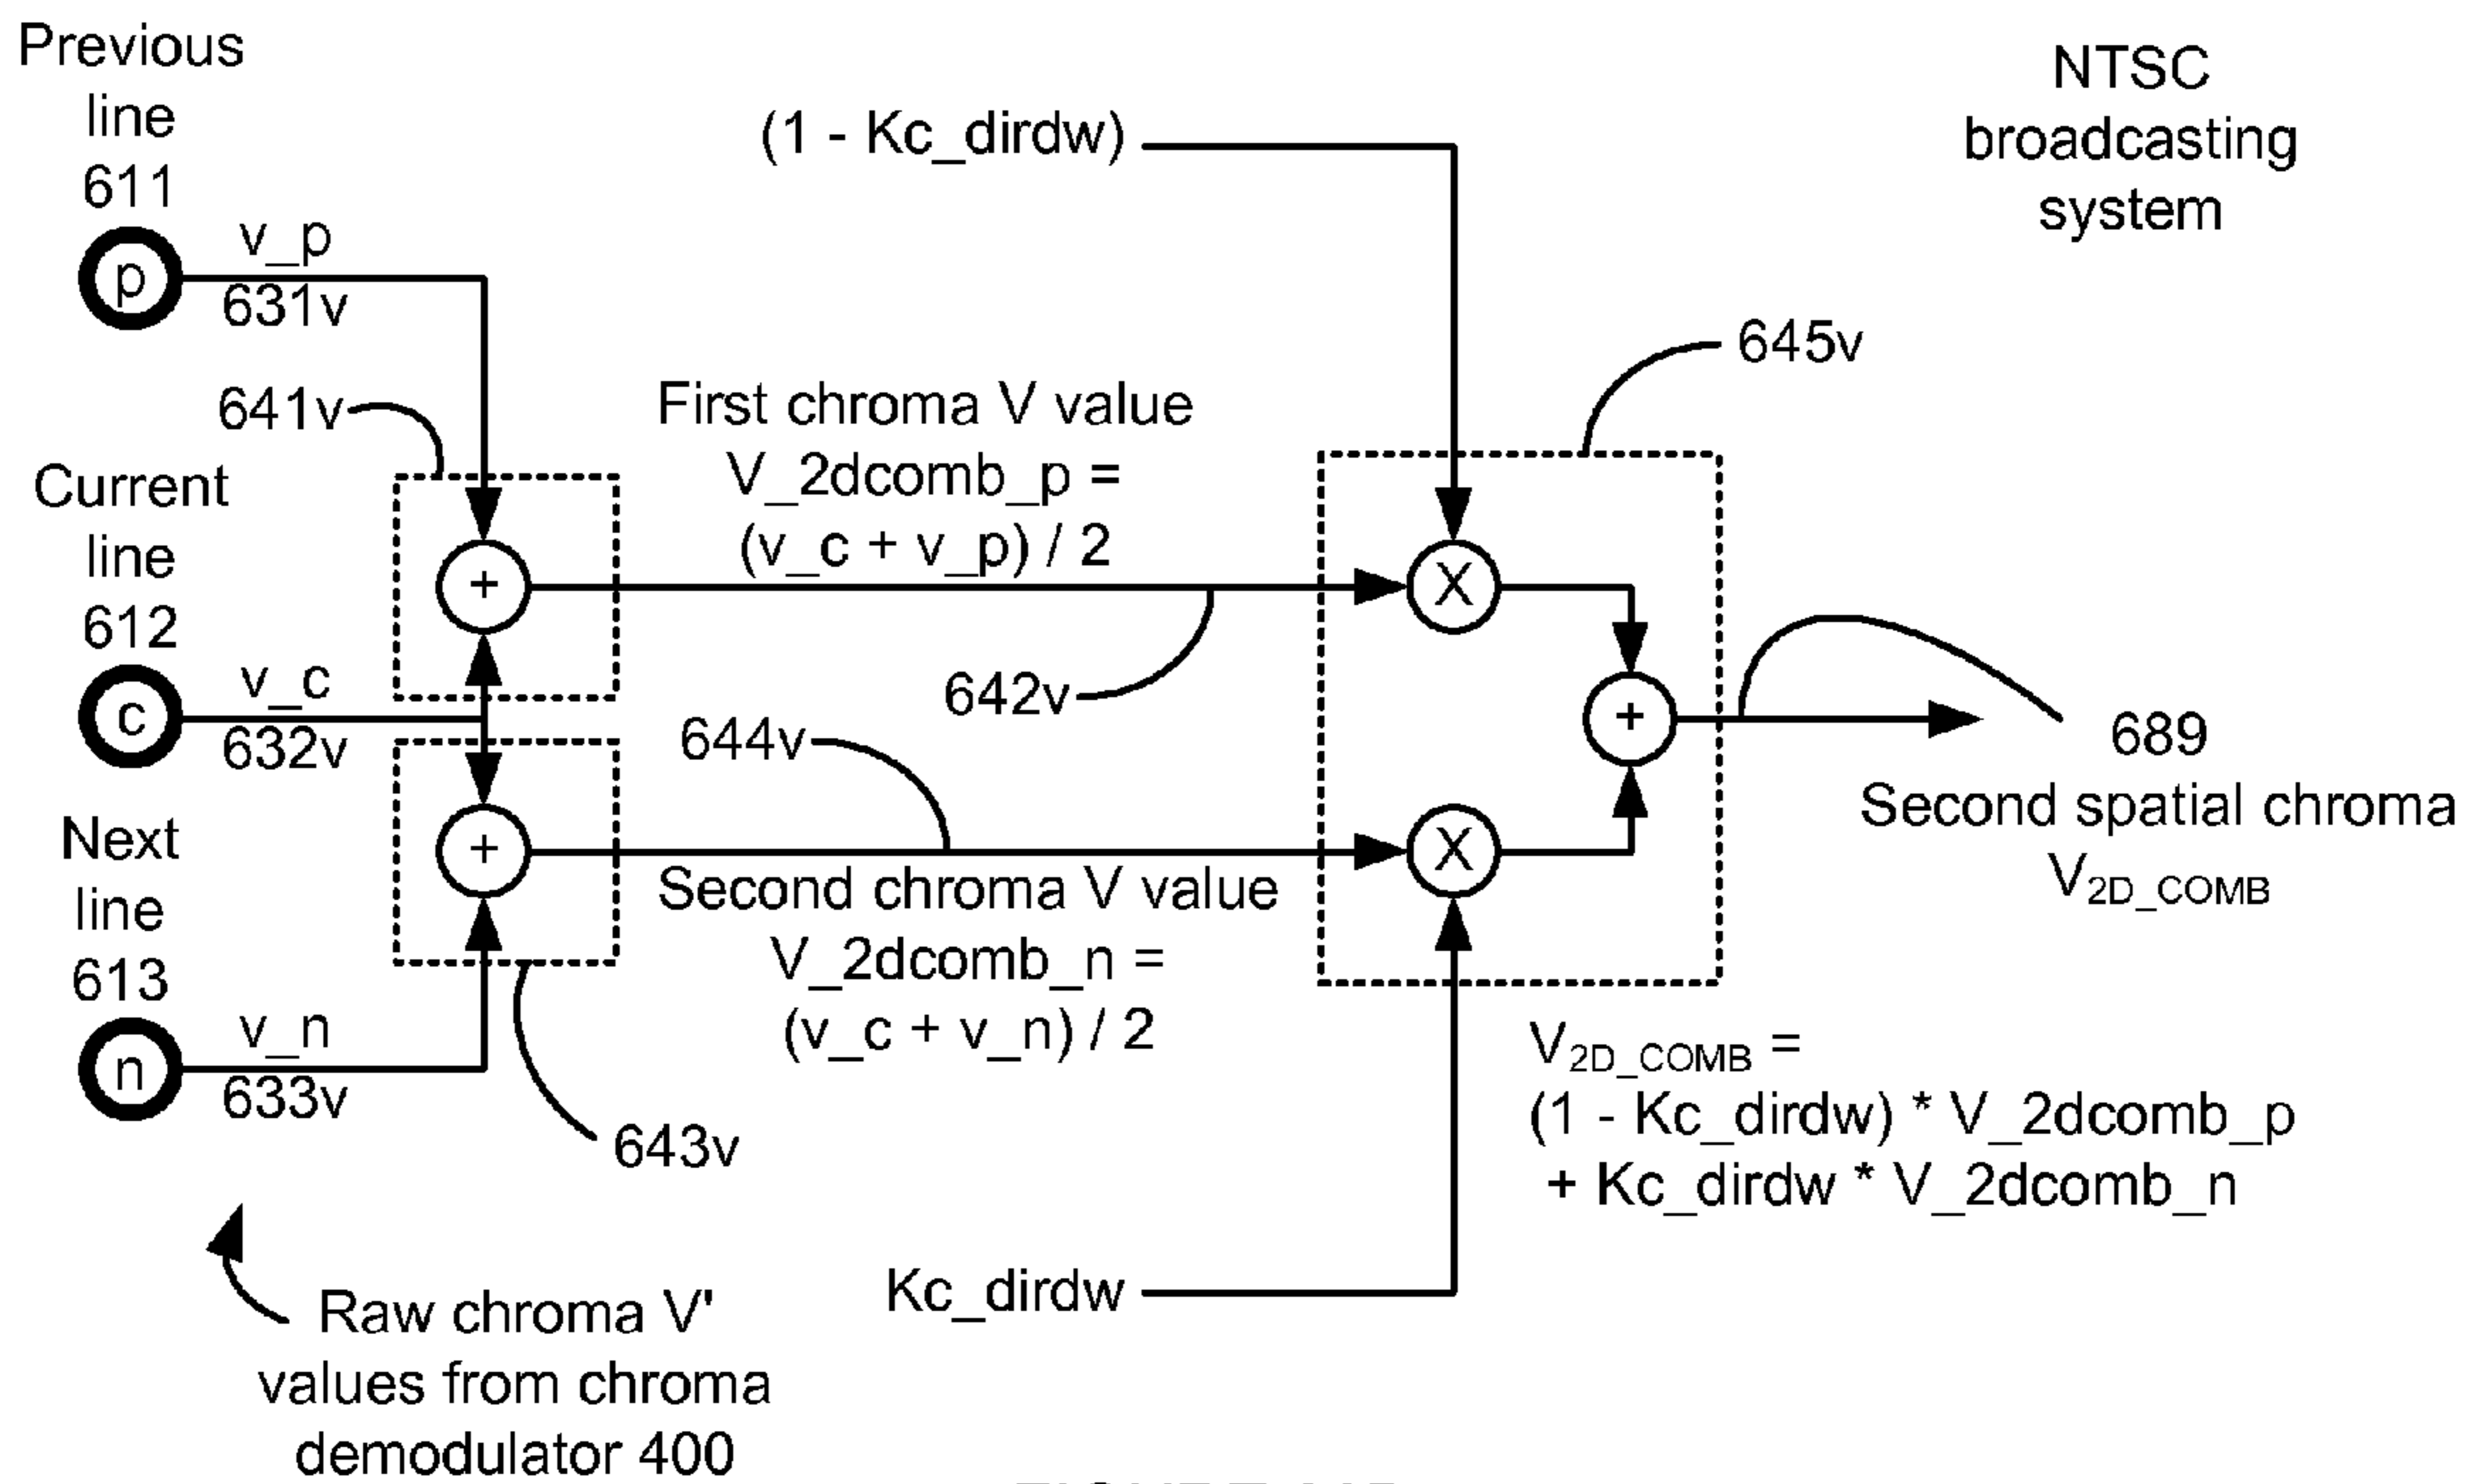 Previous
line
611
p
v_p
631v
(1 - Kc_dirdw)
NTSC
broadcasting
system
641v
645v
First chroma V value
V_2dcomb_p =
(v_c + v_p) / 2
Current
line
612
c
v_c
632v
+
X
642v
644v
+
689
Second spatial chroma
V2D_COMB
Next
line
613
n
v_n
633v
+
X
Second chroma V value
V_2dcomb_n =
(v_c + v_n) / 2
643v
V2D_COMB =
(1 - Kc_dirdw) * V_2dcomb_p
+ Kc_dirdw * V_2dcomb_n
Kc_dirdw
Raw chroma V'
values from chroma
demodulator 400